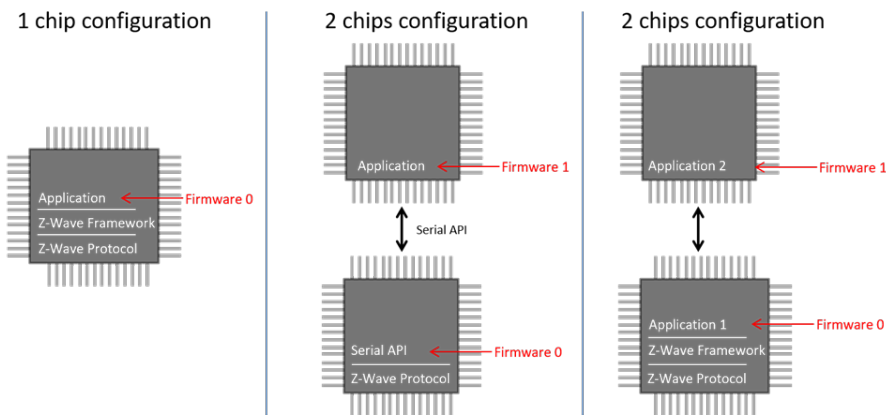 1 chip configuration
Application
Firmware 0
Z-Wave Framework
Z-Wave Protocol
2 chips configuration
Application
Firmware 1
Serial API
Serial API
Firmware 0
Z-Wave Protocol
2 chips configuration
Application 2
Firmware 1
Application 1
Firmware 0
Z-Wave Framework
Z-Wave Protocol